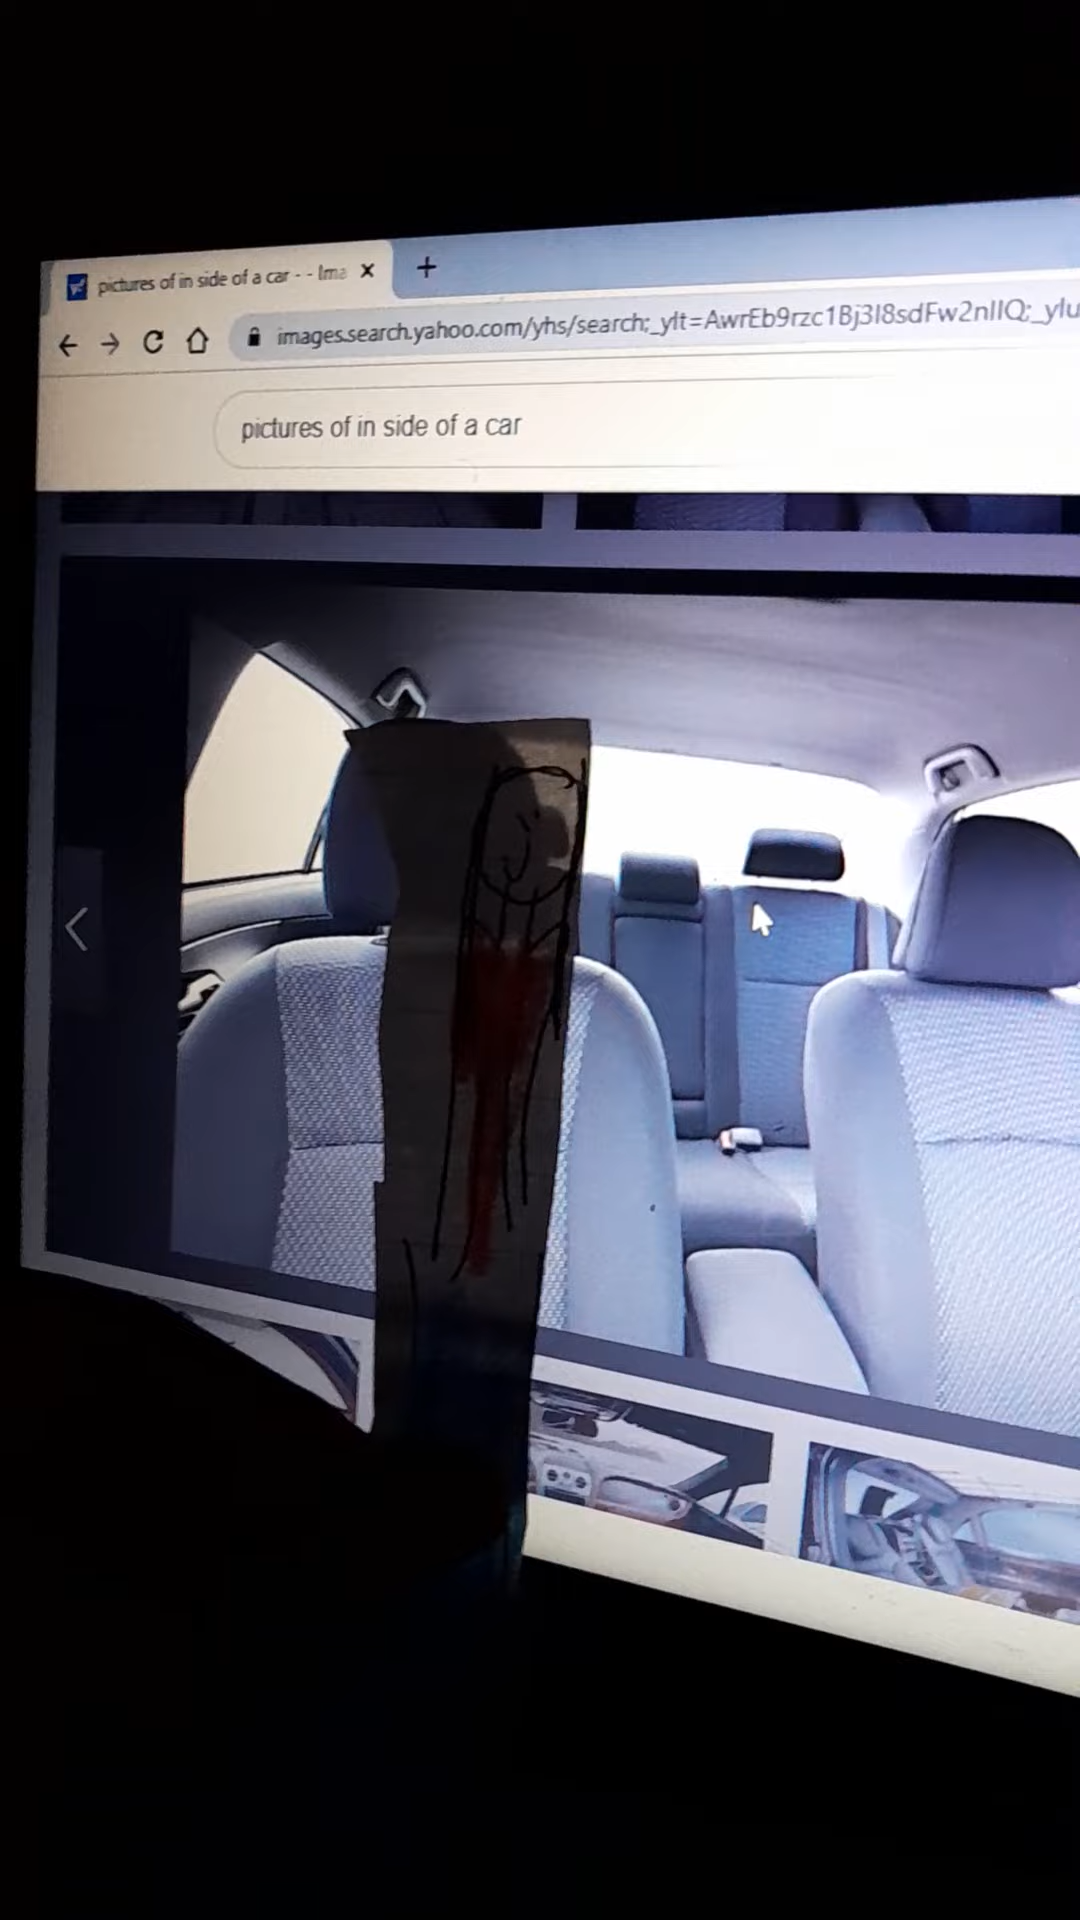 pictures of in side of a car - - Ima
images.search.yahoo.com/yhs/search;_ylt=AwrEb9rzc1Bj3I8sdFw2nIIQ;_ylu
pictures of in side of a car